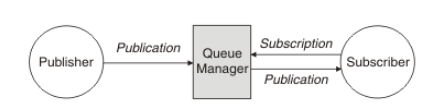 Publisher
Publication
Queue
Manager
Subscription
Publication
Subscriber